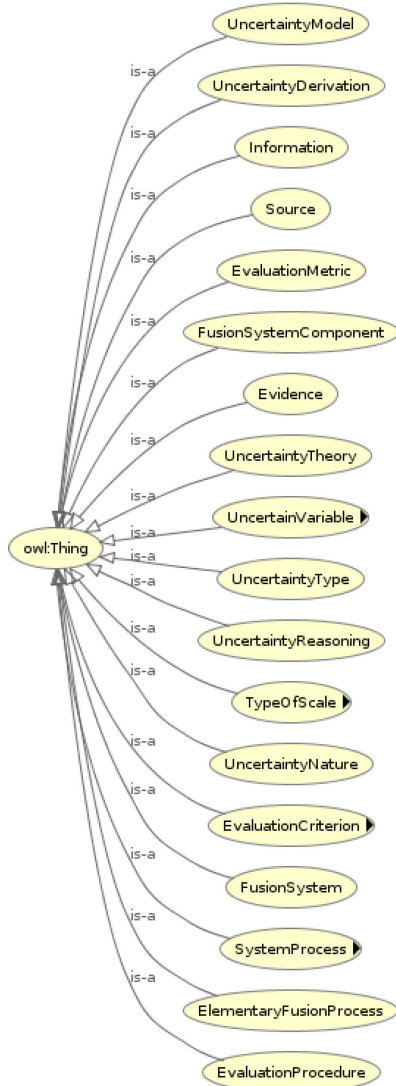 UncertaintyModel
is-a
UncertaintyDerivation
is-a
Information
is-a
Source
is-a
EvaluationMetric
is-a
FusionSystemComponent
is-a
Evidence
is-a
UncertaintyTheory
is-a
UncertainVariable
is-a
owl:Thing
is-a
UncertaintyType
is-a
UncertaintyReasoning
is-a
TypeOfScale
is-a
UncertaintyNature
is-a
EvaluationCriterion
is-a
FusionSystem
is-a
SystemProcess
is-a
ElementaryFusionProcess
is-a
EvaluationProcedure